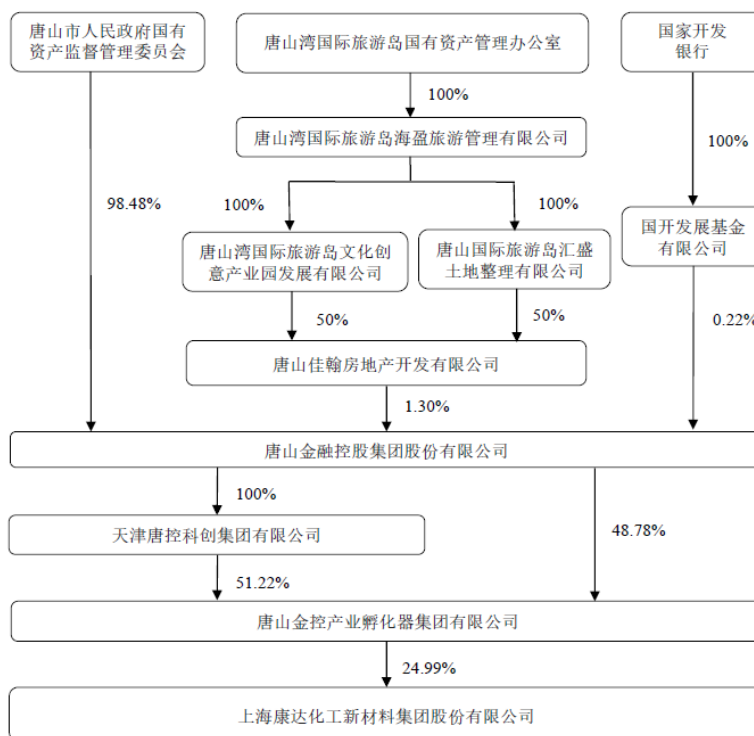 唐山市人民政府国有
资产监督管理委员会
唐山湾国际旅游岛国有资产管理办公室
国家开发
银行
100%
唐山湾国际旅游岛海盈旅游管理有限公司
100%
98.48%
100%
100%
唐山湾国际旅游岛文化创
意产业园发展有限公司
唐山国际旅游岛汇盛
土地整理有限公司
国开发展基金
有限公司
50%
50%
0.22%
唐山佳翰房地产开发有限公司
1.30%
唐山金融控股集团股份有限公司
100%
天津唐控科创集团有限公司
48.78%
51.22%
唐山金控产业孵化器集团有限公司
24.99%
上海康达化工新材料集团股份有限公司